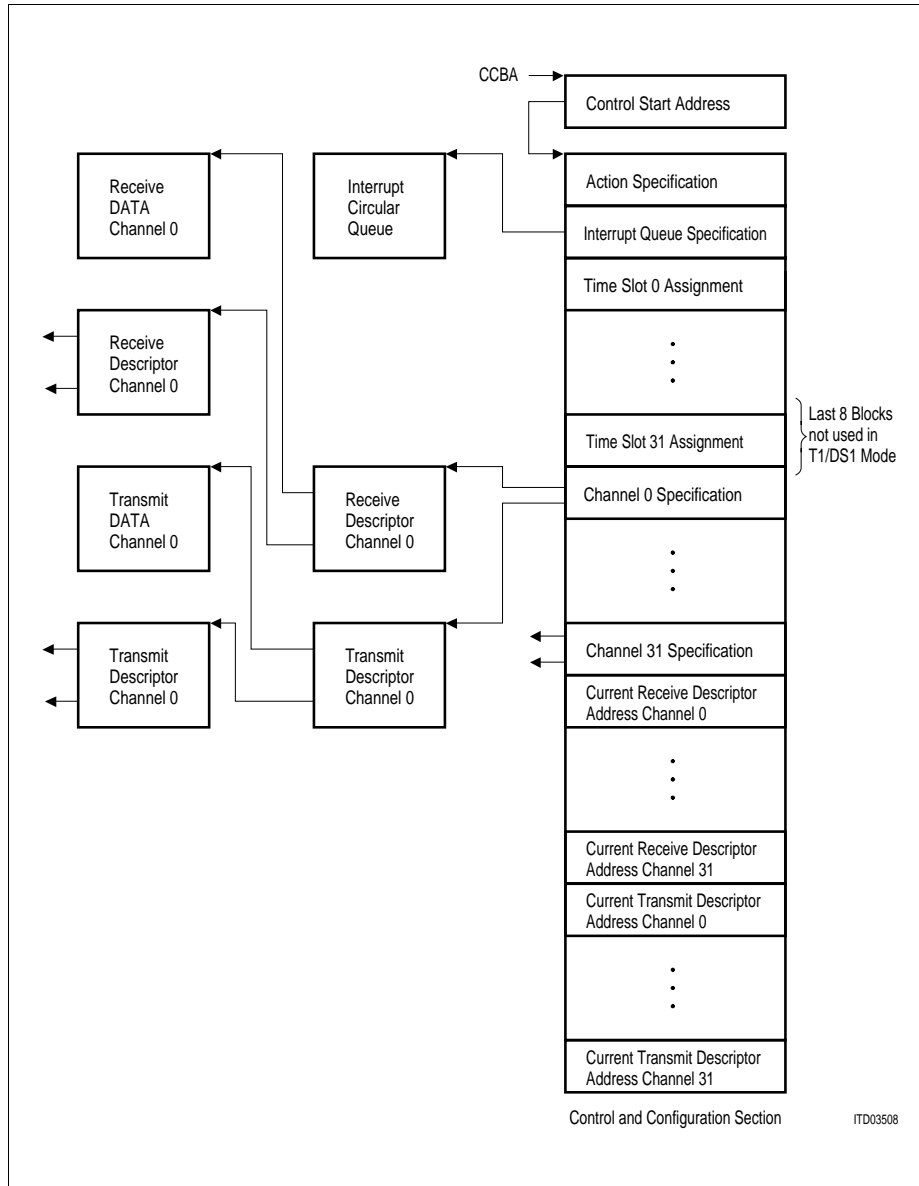 CCBA
Control Start Address
Receive
DATA
Channel 0
Interrupt
Circular
Queue
Action Specification
Interrupt Queue Specification
Time Slot 0 Assignment
Receive
Descriptor
Channel 0
Time Slot 31 Assignment
Last 8 Blocks
not used in
T1/DS1 Mode
Transmit
DATA
Channel 0
Receive
Descriptor
Channel 0
Channel 0 Specification
Transmit
Descriptor
Channel 0
Transmit
Descriptor
Channel 0
Channel 31 Specification
Current Receive Descriptor
Address Channel 0
Current Receive Descriptor
Address Channel 31
Current Transmit Descriptor
Address Channel 0
Current Transmit Descriptor
Address Channel 31
Control and Configuration Section
ITD03508